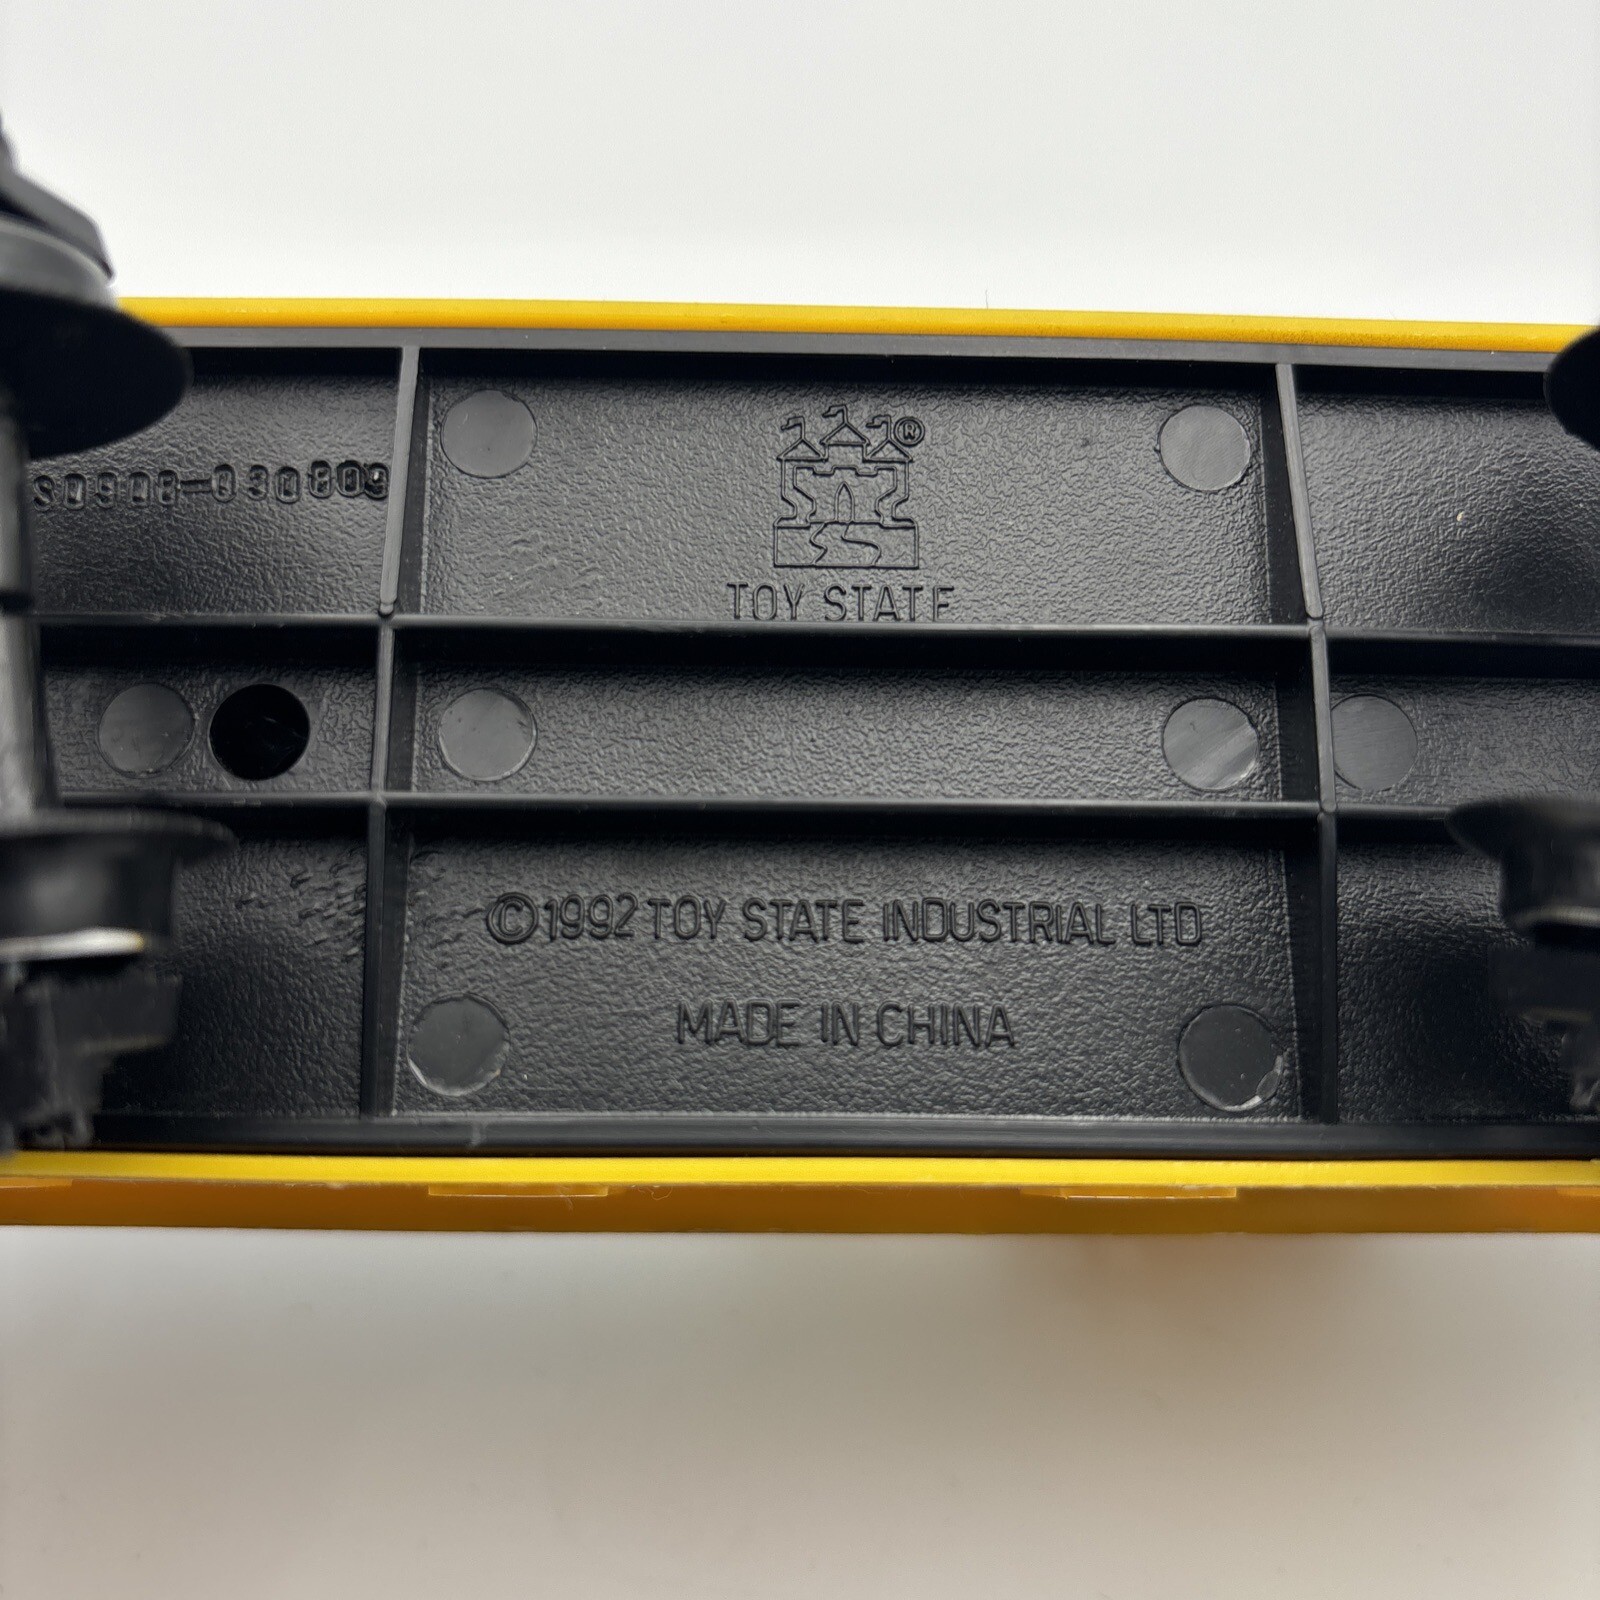 ®
S0908-030809
TOY STATE
©1992 TOY STATE INDUSTRIAL LTD
MADE IN CHINA